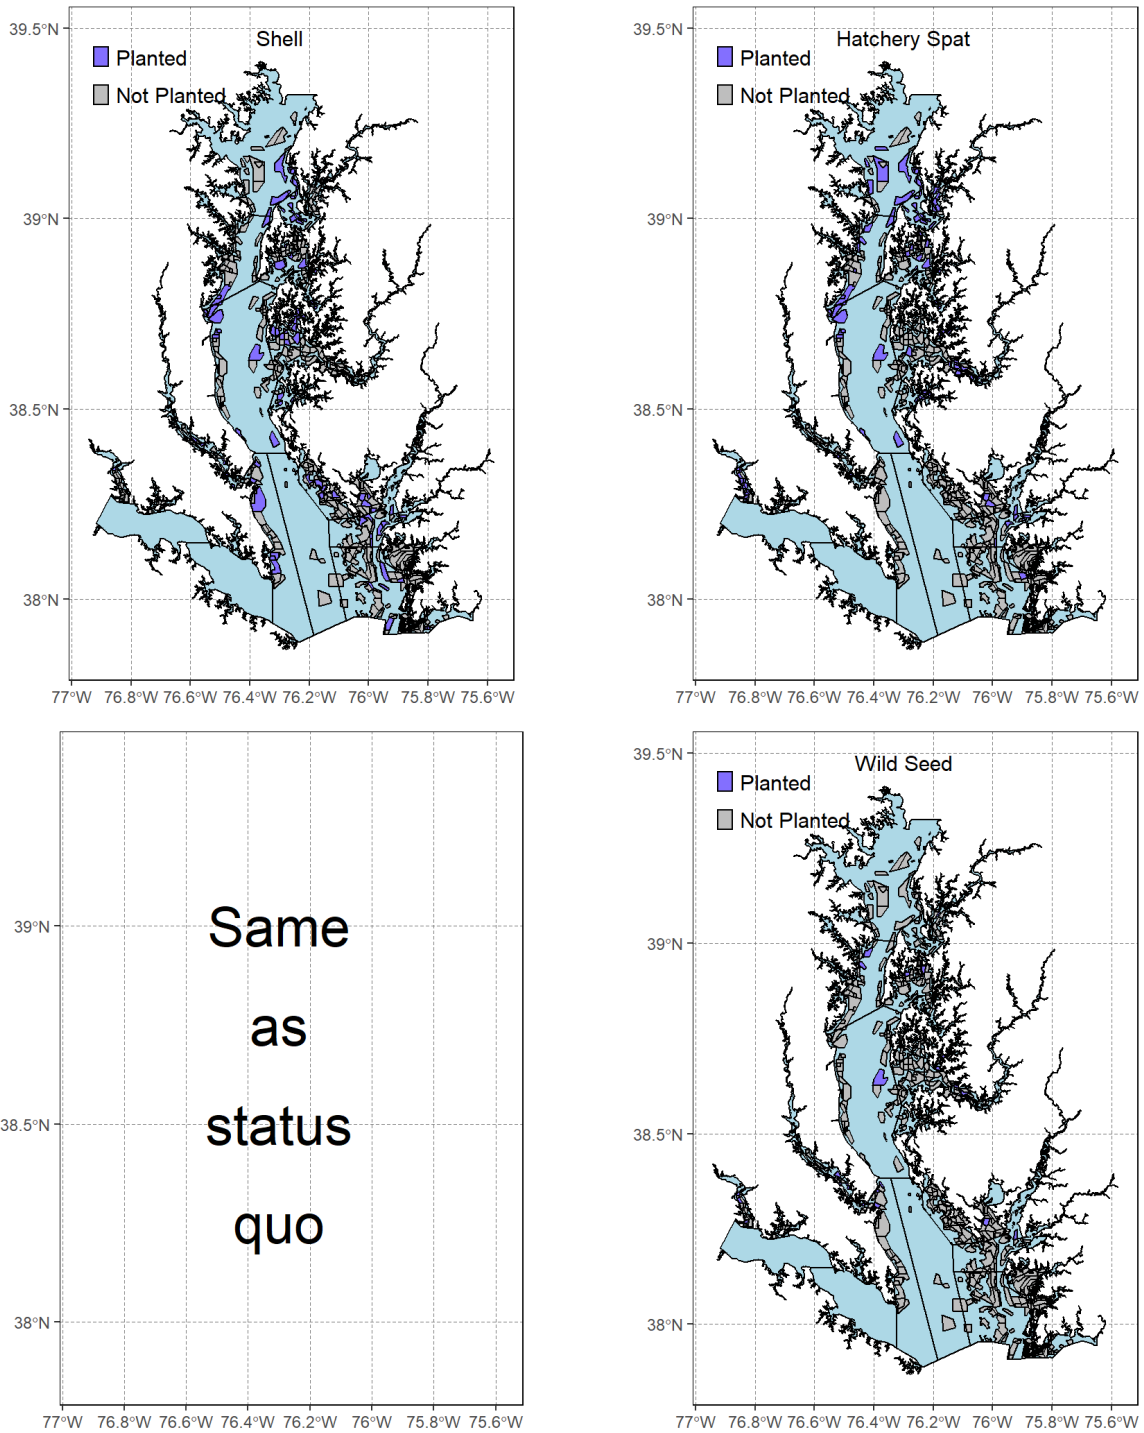 Shell
Planted
Not Planted
39.5°N
39°N
38.5°N
38°N
77°W 76.8°W 76.6°W 76.4°W 76.2°W 76°W 75.8°W 75.6°W
Hatchery Spat
Planted
Not Planted
39.5°N
39°N
38.5°N
38°N
77°W 76.8°W 76.6°W 76.4°W 76.2°W 76°W 75.8°W 75.6°W
Same
as
status
quo
39°N
38.5°N
38°N
77°W 76.8°W 76.6°W 76.4°W 76.2°W 76°W 75.8°W 75.6°W
Wild Seed
Planted
Not Planted
39.5°N
39°N
38.5°N
38°N
77°W 76.8°W 76.6°W 76.4°W 76.2°W 76°W 75.8°W 75.6°W